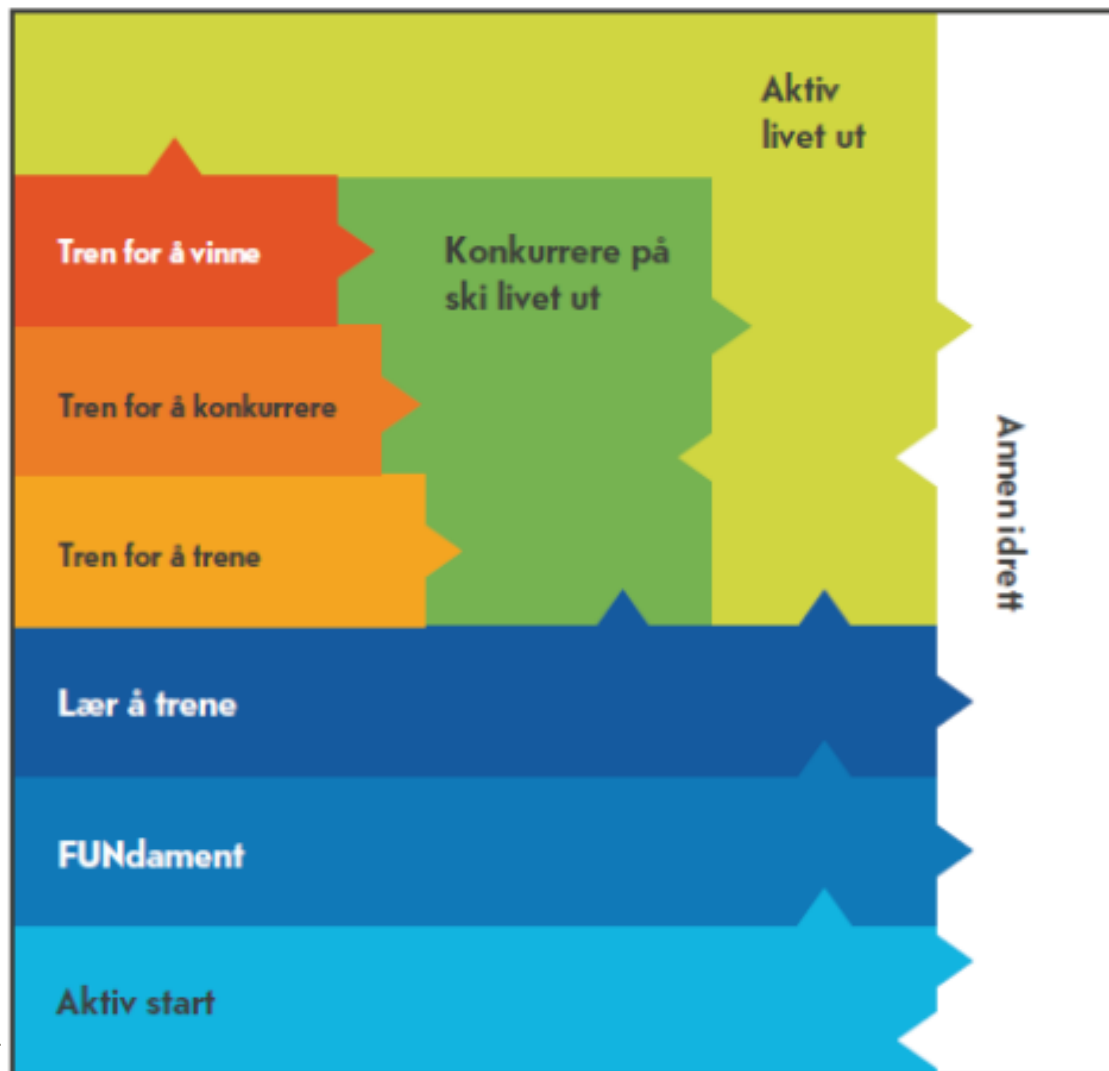 Aktiv
livet ut
Tren for å vinne
Konkurrere på
ski livet ut
Tren for å konkurrere
Tren for å trene
Annen idrett
Lær å trene
FUNdament
Aktiv start